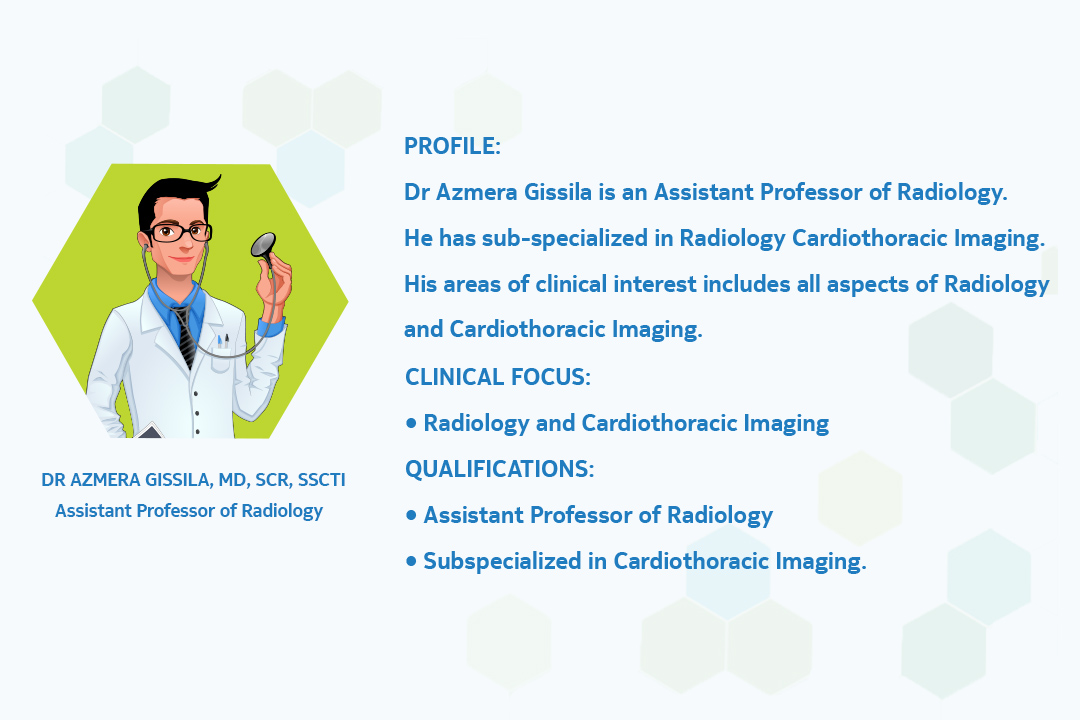 PROFILE:
Dr Azmera Gissila is an Assistant Professor of Radiology.
He has sub-specialized in Radiology Cardiothoracic Imaging.
His areas of clinical interest includes all aspects of Radiology
and Cardiothoracic Imaging.
CLINICAL FOCUS:
• Radiology and Cardiothoracic Imaging
QUALIFICATIONS:
• Assistant Professor of Radiology
• Subspecialized in Cardiothoracic Imaging.
DR AZMERA GISSILA, MD, SCR, SSCTI
Assistant Professor of Radiology